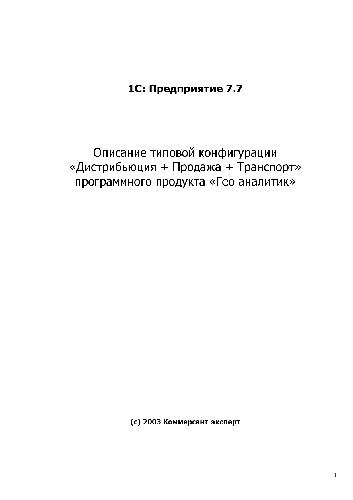 1С: Предприятие 7.7
Описание типовой конфигурации
«Дистрибьюция + Продажа + Транспорт»
программного продукта «Гео аналитик»
(с) 2003 Коммерсант эксперт
1